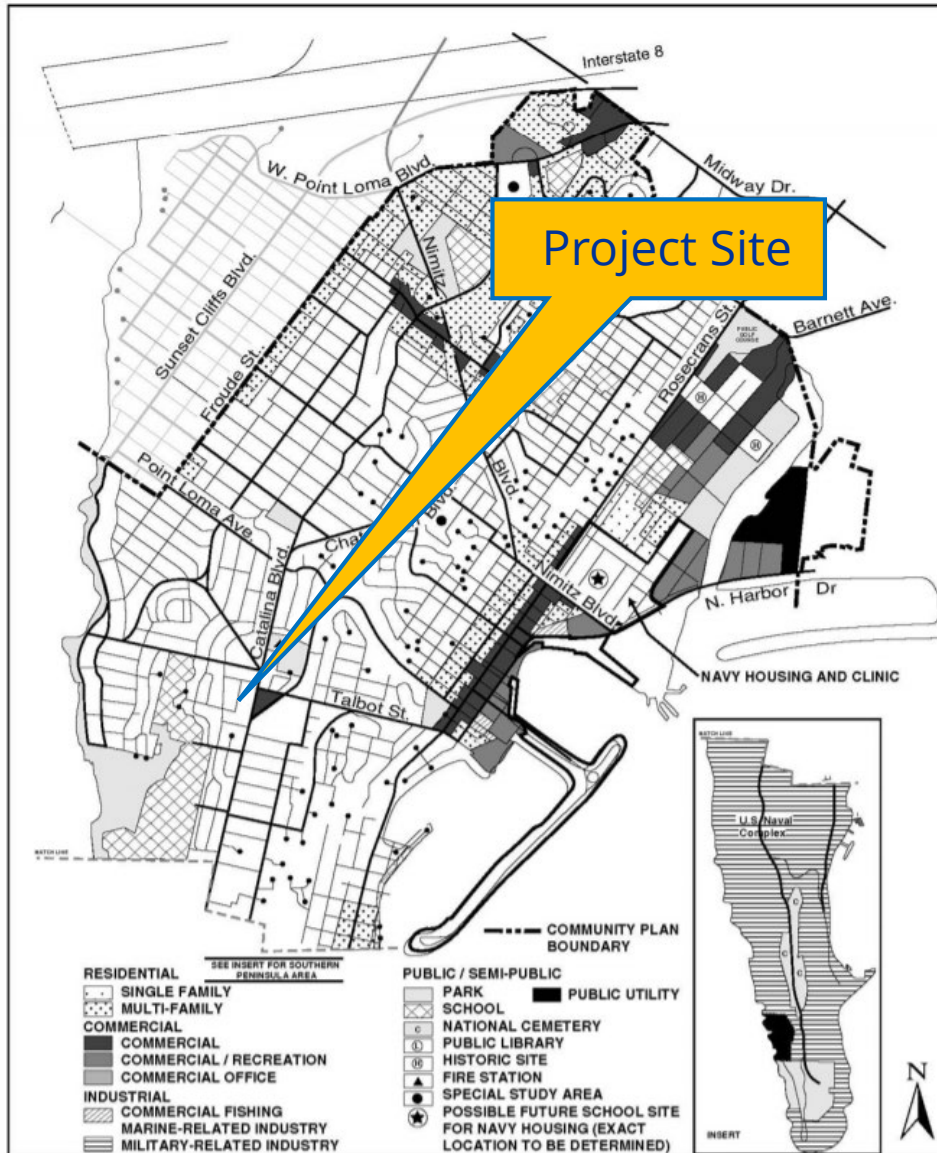 Interstate 8
W. Point Loma Blvd.
Midway Dr.
Nimitz
Project Site
Sunset Cliffs Blvd.
Barnett Ave.
Rosecrans St.
PUBLIC
GOLF
COURSE
Froude St.
H
H
Point Loma Ave.
Blvd.
Blvd.
Catalina Blvd.
Nimitz Blvd.
N. Harbor Dr
NAVY HOUSING AND CLINIC
Talbot St.
MATCH LINE
MATCH LINE
U.S. Naval
Complex
C
C
C
COMMUNITY PLAN
BOUNDARY
SEE INSERT FOR SOUTHERN
PENINSULA AREA
RESIDENTIAL
SINGLE FAMILY
MULTI-FAMILY
COMMERCIAL
COMMERCIAL
COMMERCIAL / RECREATION
COMMERCIAL OFFICE
INDUSTRIAL
COMMERCIAL FISHING
MARINE-RELATED INDUSTRY
MILITARY-RELATED INDUSTRY
PUBLIC / SEMI-PUBLIC
PARK
PUBLIC UTILITY
SCHOOL
C NATIONAL CEMETERY
L PUBLIC LIBRARY
H HISTORIC SITE
FIRE STATION
SPECIAL STUDY AREA
POSSIBLE FUTURE SCHOOL SITE
FOR NAVY HOUSING (EXACT
LOCATION TO BE DETERMINED)
INSERT
N